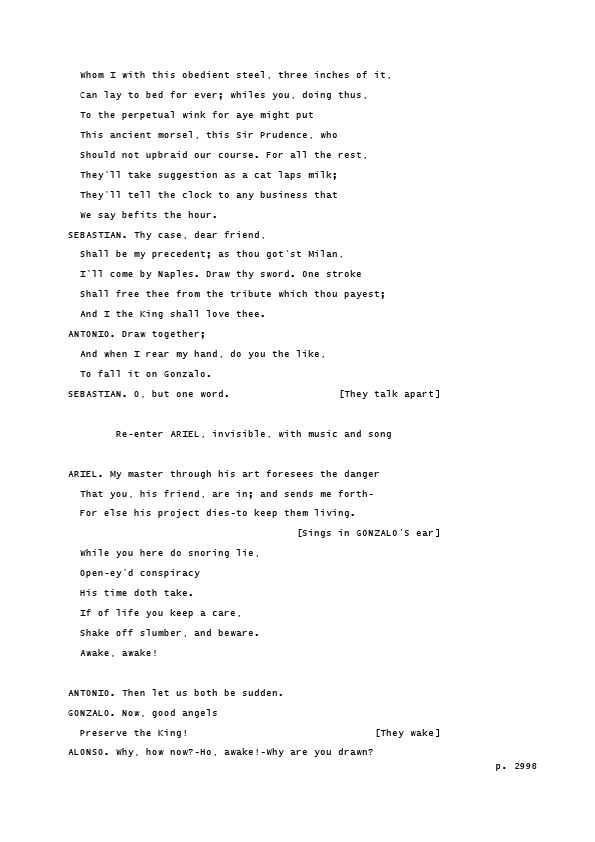 Whom I with this obedient steel, three inches of it,
Can lay to bed for ever; whiles you, doing thus,
To the perpetual wink for aye might put
This ancient morsel, this Sir Prudence, who
Should not upbraid our course. For all the rest,
They'll take suggestion as a cat laps milk;
They'll tell the clock to any business that
We say befits the hour.
SEBASTIAN. Thy case, dear friend,
Shall be my precedent; as thou got'st Milan,
I'll come by Naples. Draw thy sword. One stroke
Shall free thee from the tribute which thou payest;
And I the King shall love thee.
ANTONIO. Draw together;
And when I rear my hand, do you the like,
To fall it on Gonzalo.
SEBASTIAN. O, but one word. [They talk apart]
Re-enter ARIEL, invisible, with music and song
ARIEL. My master through his art foresees the danger
That you, his friend, are in; and sends me forth-
For else his project dies-to keep them living.
[Sings in GONZALO'S ear]
While you here do snoring lie,
Open-ey'd conspiracy
His time doth take.
If of life you keep a care,
Shake off slumber, and beware.
Awake, awake!
ANTONIO. Then let us both be sudden.
GONZALO. Now, good angels
Preserve the King! [They wake]
ALONSO. Why, how now?-Ho, awake!-Why are you drawn?
p. 2998